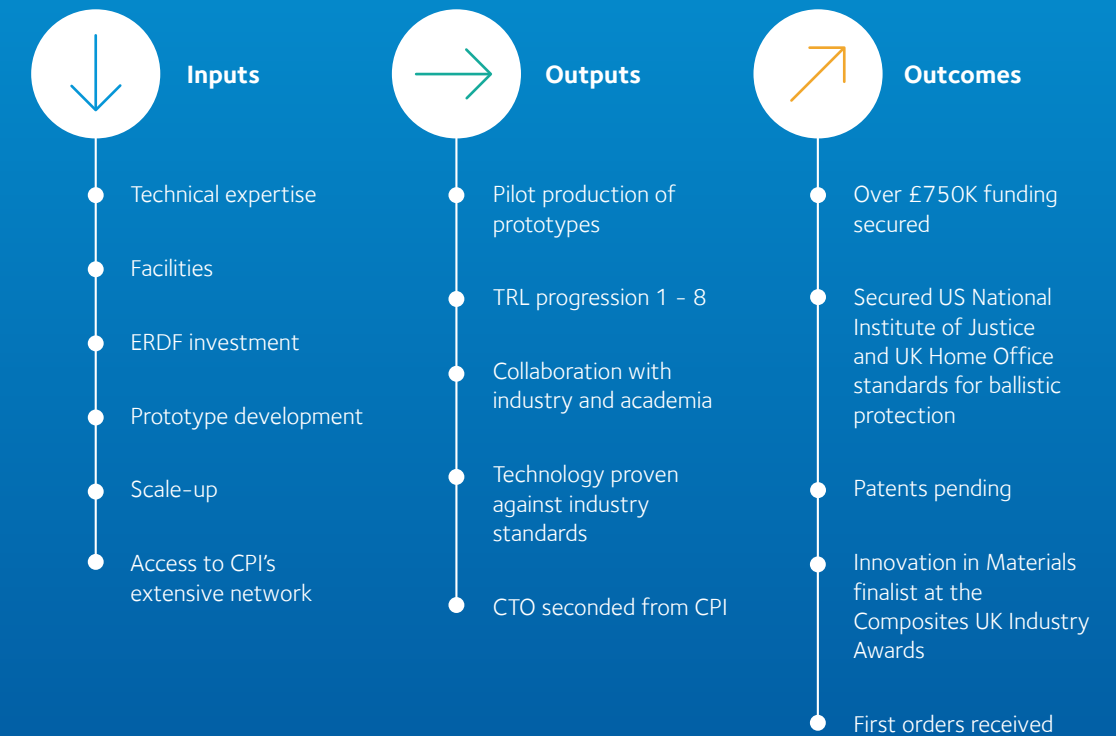 Inputs
Technical expertise
Facilities
ERDF investment
Prototype development
Scale-up
Access to CPI's
extensive network
Outputs
Pilot production of
prototypes
TRL progression 1 - 8
Collaboration with
industry and academia
Technology proven
against industry
standards
CTO seconded from CPI
Outcomes
Over £750K funding
secured
Secured US National
Institute of Justice
and UK Home Office
standards for ballistic
protection
Patents pending
Innovation in Materials
finalist at the
Composites UK Industry
Awards
First orders received